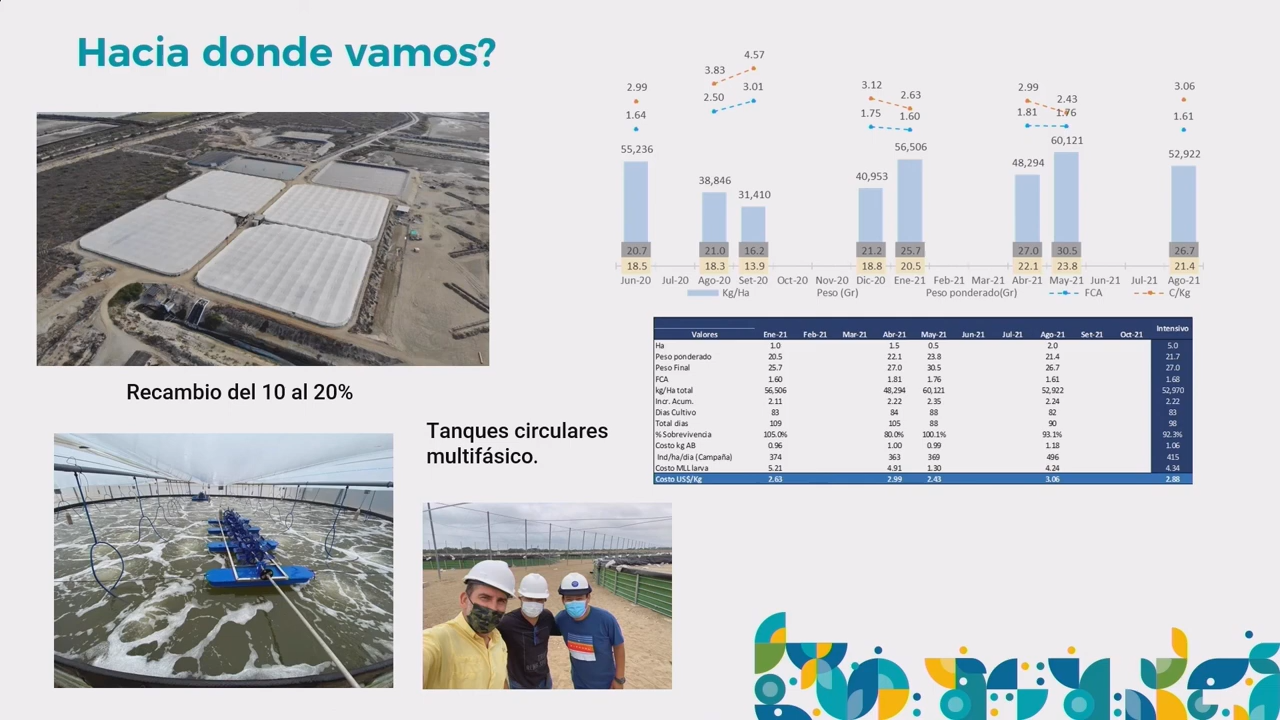 Hacia donde vamos?
Recambio del 10 al 20%
Tanques circulares
multifásico.
4.57
3.83
2.99 2.50 3.01 3.12 2.63 2.99 2.43 3.06
1.64 1.75 1.60 1.81 1.76 1.61
55,236 38,846 31,410 40,953 56,506 48,294 60,121 52,922
20.7 21.0 16.2 21.2 25.7 27.0 30.5 26.7
18.5 18.3 13.9 18.8 20.5 22.1 23.8 21.4
Jun-20 Jul-20 Ago-20 Set-20 Oct-20 Nov-20 Dic-20 Ene-21 Feb-21 Mar-21 Abr-21 May-21 Jun-21 Jul-21 Ago-21
Kg/Ha Peso (Gr) Peso ponderado(Gr) FCA C/Kg
Valores Ene-21 Feb-21 Mar-21 Abr-21 May-21 Jun-21 Jul-21 Ago-21 Set-21 Oct-21 Intensivo
Ha 1.0 1.5 0.5 2.0 5.0
Peso ponderado 20.5 22.1 23.8 21.4 21.7
Peso Final 25.7 27.0 30.5 26.7 27.0
FCA 1.60 1.81 1.76 1.61 1.68
kg/Ha total 56,506 48,294 60,121 52,922 52,970
Incr. Acum. 2.11 2.22 2.35 2.24 2.22
Dias Cultivo 83 84 88 82 83
Total dias 109 105 88 90 98
% Sobrevivencia 105.0% 80.0% 100.1% 93.1% 92.3%
Costo kg AB 0.96 1.00 0.99 1.18 1.06
Ind/ha/dia (Campaña) 374 363 369 496 415
Costo MLL larva 5.21 4.91 1.30 4.24 4.34
Costo US$/Kg 2.63 2.99 2.43 3.06 2.88